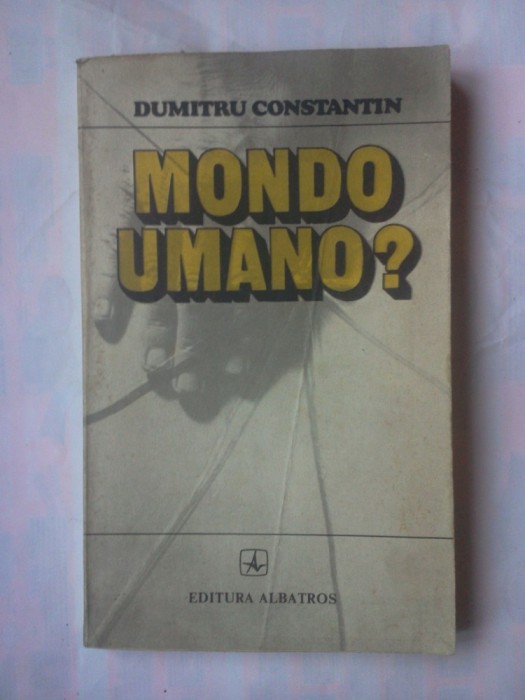 DUMITRU CONSTANTIN
MONDO
UMANO?
EDITURA ALBATROS